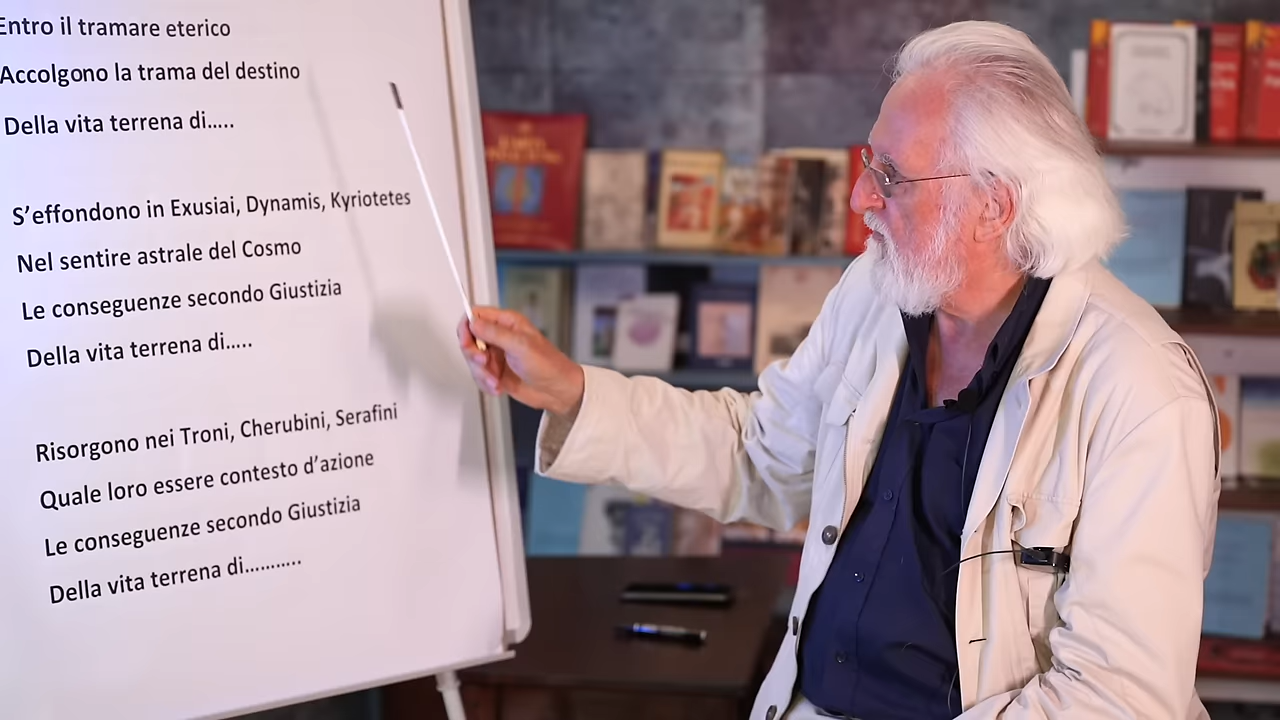 Entro il tramare eterico
Accolgono la trama del destino
Della vita terrena di.....
S'effondono in Exusiai, Dynamis, Kyriotetes
Nel sentire astrale del Cosmo
Le conseguenze secondo Giustizia
Della vita terrena di.....
Risorgono nei Troni, Cherubini, Serafini
Quale loro essere contesto d'azione
Le conseguenze secondo Giustizia
Della vita terrena di...........